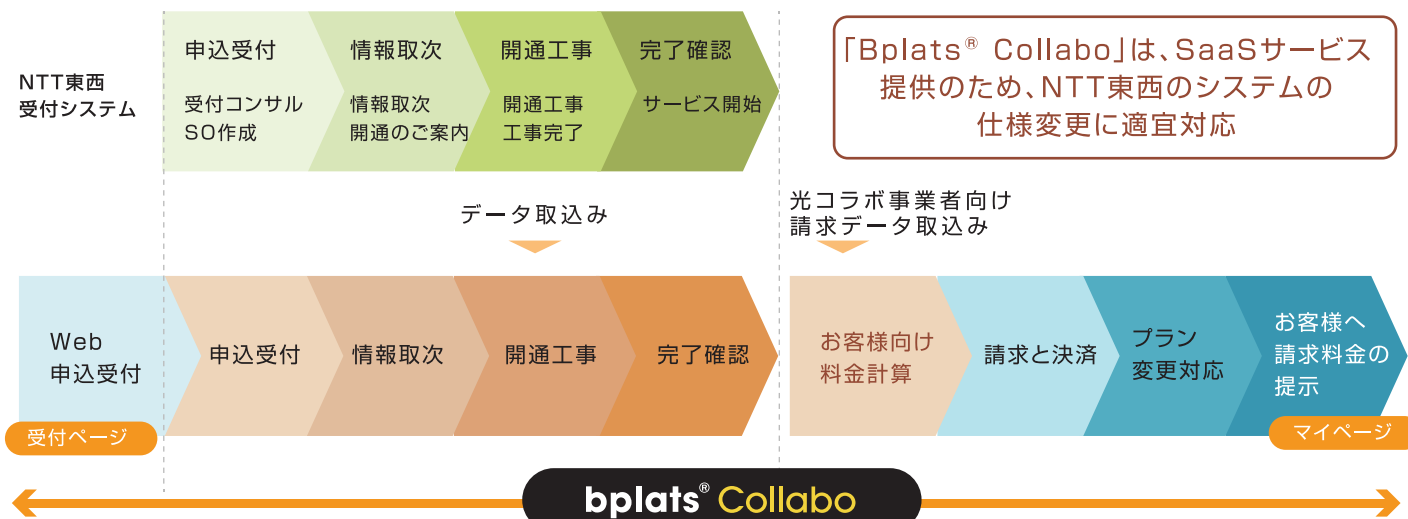 NTT東西
受付システム
申込受付
受付コンサル
SO作成
情報取次
情報取次
開通のご案内
開通工事
開通工事
工事完了
完了確認
サービス開始
「Bplats® Collabo」は、SaaSサービス
提供のため、NTT東西のシステムの
仕様変更に適宜対応
データ取込み
光コラボ事業者向け
請求データ取込み
Web
申込受付
受付ページ
申込受付
情報取次
開通工事
完了確認
お客様向け
料金計算
請求と決済
プラン
変更対応
お客様へ
請求料金の
提示
マイページ
bplats® Collabo